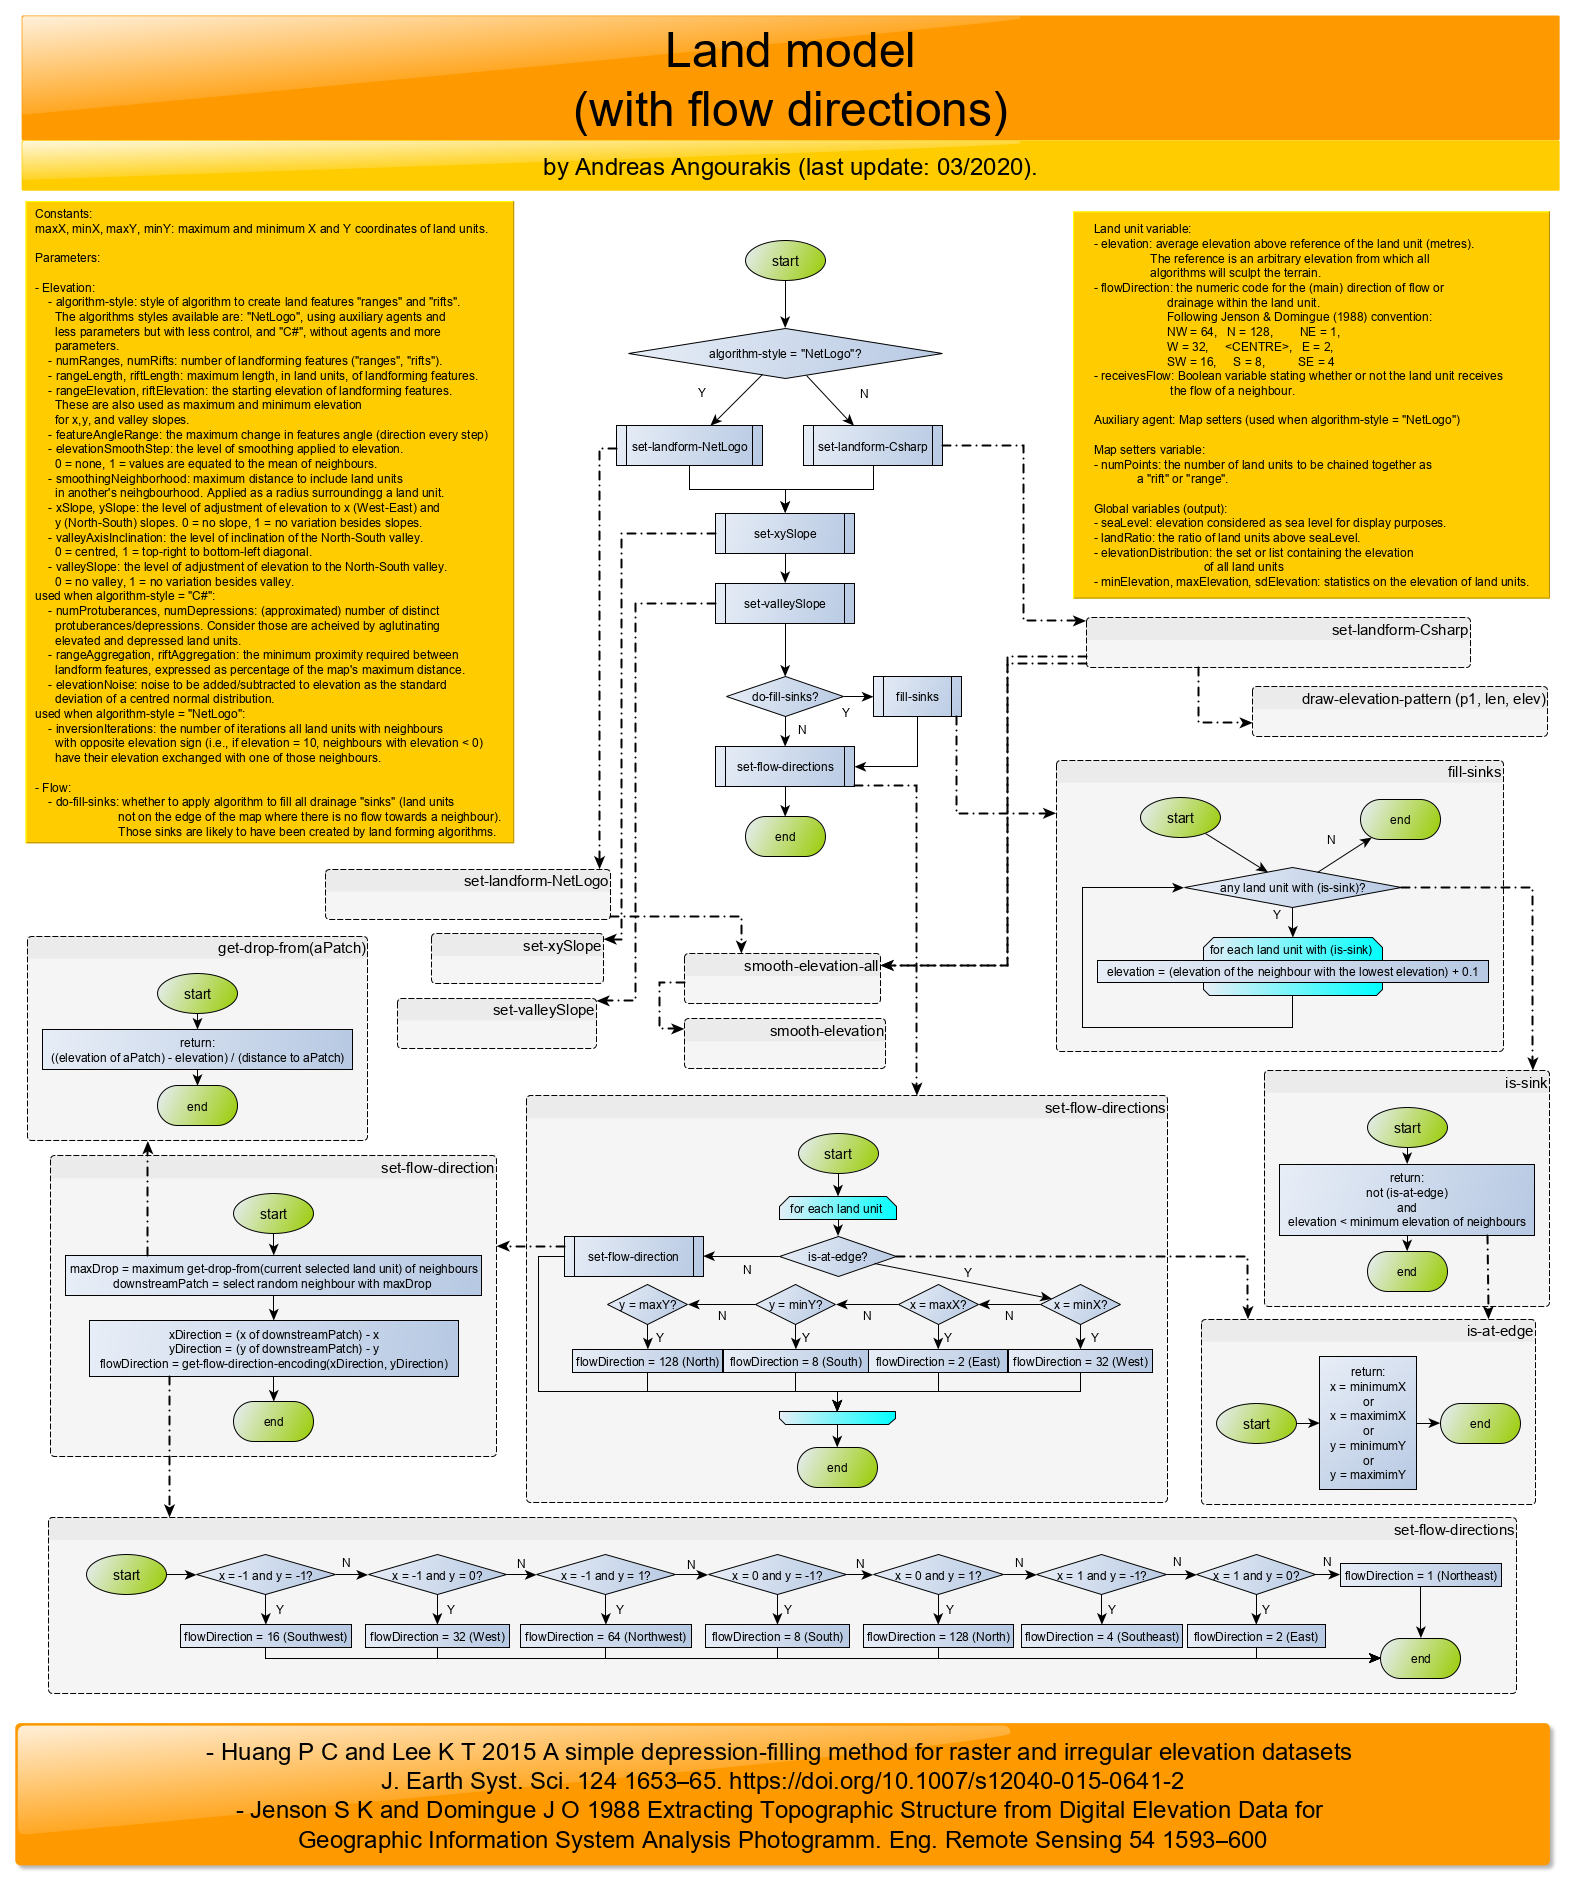 Land model
(with flow directions)
by Andreas Angourakis (last update: 03/2020).
Constants:
maxX, minX, maxY, minY: maximum and minimum X and Y coordinates of land units.
Parameters:
- Elevation:
- algorithm-style: style of algorithm to create land features "ranges" and "rifts".
The algorithms styles available are: "NetLogo", using auxiliary agents and
less parameters but with less control, and "C#", without agents and more
parameters.
- numRanges, numRifts: number of landforming features ("ranges", "rifts").
- rangeLength, riftLength: maximum length, in land units, of landforming features.
- rangeElevation, riftElevation: the starting elevation of landforming features.
These are also used as maximum and minimum elevation
for x,y, and valley slopes.
- featureAngleRange: the maximum change in features angle (direction every step)
- elevationSmoothStep: the level of smoothing applied to elevation.
0 = none, 1 = values are equated to the mean of neighbours.
- smoothingNeighborhood: maximum distance to include land units
in another's neihgbourhood. Applied as a radius surroundingg a land unit.
- xSlope, ySlope: the level of adjustment of elevation to x (West-East) and
y (North-South) slopes. 0 = no slope, 1 = no variation besides slopes.
- valleyAxisInclination: the level of inclination of the North-South valley.
0 = centred, 1 = top-right to bottom-left diagonal.
- valleySlope: the level of adjustment of elevation to the North-South valley.
0 = no valley, 1 = no variation besides valley.
used when algorithm-style = "C#":
- numProtuberances, numDepressions: (approximated) number of distinct
protuberances/depressions. Consider those are acheived by aglutinating
elevated and depressed land units.
- rangeAggregation, riftAggregation: the minimum proximity required between
landform features, expressed as percentage of the map's maximum distance.
- elevationNoise: noise to be added/subtracted to elevation as the standard
deviation of a centred normal distribution.
used when algorithm-style = "NetLogo":
- inversionIterations: the number of iterations all land units with neighbours
with opposite elevation sign (i.e., if elevation = 10, neighbours with elevation < 0)
have their elevation exchanged with one of those neighbours.
- Flow:
- do-fill-sinks: whether to apply algorithm to fill all drainage "sinks" (land units
not on the edge of the map where there is no flow towards a neighbour).
Those sinks are likely to have been created by land forming algorithms.
start
algorithm-style = "NetLogo"?
Y
N
set-landform-NetLogo
set-landform-Csharp
set-xySlope
set-valleySlope
do-fill-sinks?
Y
fill-sinks
N
set-flow-directions
end
Land unit variable:
- elevation: average elevation above reference of the land unit (metres).
The reference is an arbitrary elevation from which all
algorithms will sculpt the terrain.
- flowDirection: the numeric code for the (main) direction of flow or
drainage within the land unit.
Following Jenson & Domingue (1988) convention:
NW = 64, N = 128, NE = 1,
W = 32, <CENTRE>, E = 2,
SW = 16, S = 8, SE = 4
- receivesFlow: Boolean variable stating whether or not the land unit receives
the flow of a neighbour.
Auxiliary agent: Map setters (used when algorithm-style = "NetLogo")
Map setters variable:
- numPoints: the number of land units to be chained together as
a "rift" or "range".
Global variables (output):
- seaLevel: elevation considered as sea level for display purposes.
- landRatio: the ratio of land units above seaLevel.
- elevationDistribution: the set or list containing the elevation
of all land units
- minElevation, maxElevation, sdElevation: statistics on the elevation of land units.
set-landform-Csharp
draw-elevation-pattern (p1, len, elev)
fill-sinks
start
end
N
any land unit with (is-sink)?
Y
for each land unit with (is-sink)
elevation = (elevation of the neighbour with the lowest elevation) + 0.1
set-landform-NetLogo
set-xySlope
set-valleySlope
smooth-elevation-all
smooth-elevation
get-drop-from(aPatch)
start
return:
((elevation of aPatch) - elevation) / (distance to aPatch)
end
set-flow-direction
start
maxDrop = maximum get-drop-from(current selected land unit) of neighbours
downstreamPatch = select random neighbour with maxDrop
xDirection = (x of downstreamPatch) - x
yDirection = (y of downstreamPatch) - y
flowDirection = get-flow-direction-encoding(xDirection, yDirection)
end
set-flow-directions
start
for each land unit
set-flow-direction
is-at-edge?
N
Y
y = maxY?
N
y = minY?
N
x = maxX?
N
x = minX?
Y
Y
Y
Y
flowDirection = 128 (North)
flowDirection = 8 (South)
flowDirection = 2 (East)
flowDirection = 32 (West)
end
is-sink
start
return:
not (is-at-edge)
and
elevation < minimum elevation of neighbours
end
is-at-edge
start
return:
x = minimumX
or
x = maximimX
or
y = minimumY
or
y = maximimY
end
set-flow-directions
start
x = -1 and y = -1?
N
x = -1 and y = 0?
N
x = -1 and y = 1?
N
x = 0 and y = -1?
N
x = 0 and y = 1?
N
x = 1 and y = -1?
N
x = 1 and y = 0?
N
flowDirection = 1 (Northeast)
Y
Y
Y
Y
Y
Y
Y
flowDirection = 16 (Southwest)
flowDirection = 32 (West)
flowDirection = 64 (Northwest)
flowDirection = 8 (South)
flowDirection = 128 (North)
flowDirection = 4 (Southeast)
flowDirection = 2 (East)
end
- Huang P C and Lee K T 2015 A simple depression-filling method for raster and irregular elevation datasets
J. Earth Syst. Sci. 124 1653–65. https://doi.org/10.1007/s12040-015-0641-2
- Jenson S K and Domingue J O 1988 Extracting Topographic Structure from Digital Elevation Data for
Geographic Information System Analysis Photogramm. Eng. Remote Sensing 54 1593–600